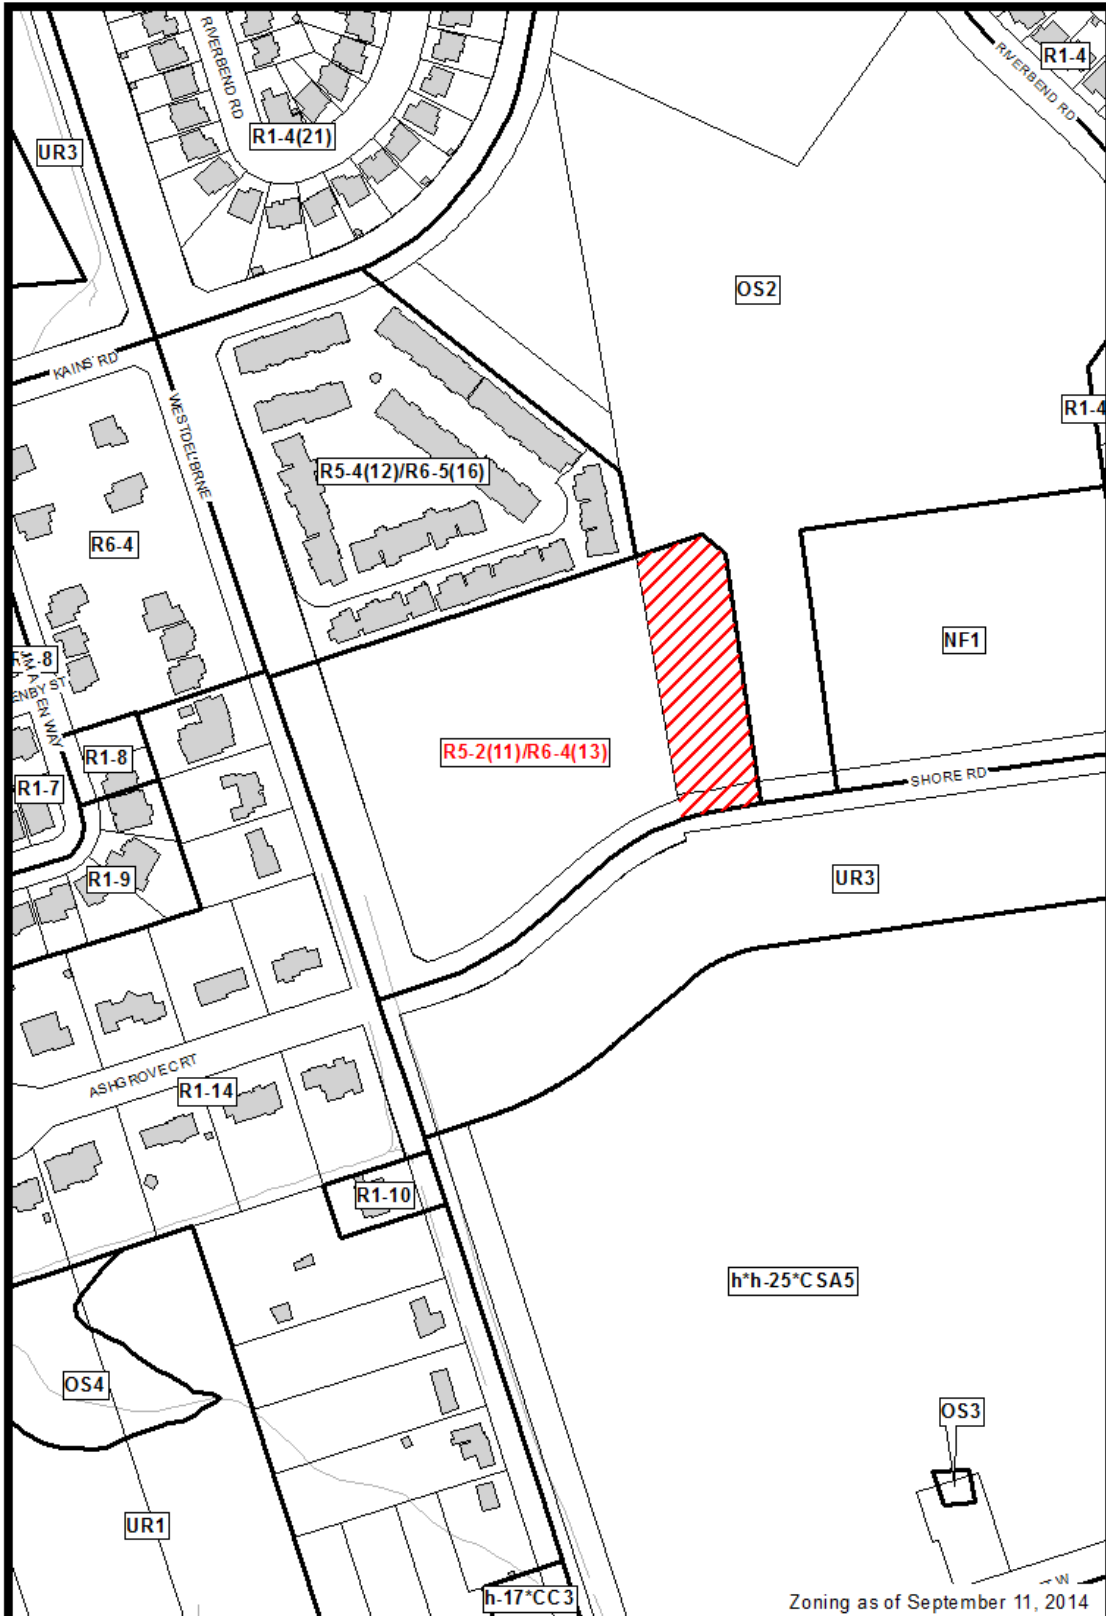 RIVERBEND RD
R1-4
RIVERBEND RD
R1-4(21)
UR3
OS2
KAINS RD
WESTDEL BRNE
R1-4
R5-4(12)/R6-5(16)
R6-4
NF1
R1-8
R5-2(11)/R6-4(13)
R1-8
SHORE RD
R1-7
R1-9
UR3
ASHGROVE CRT
R1-14
R1-10
h*h-25*CSA5
OS4
OS3
UR1
h-17*CC3
Zoning as of September 11, 2014